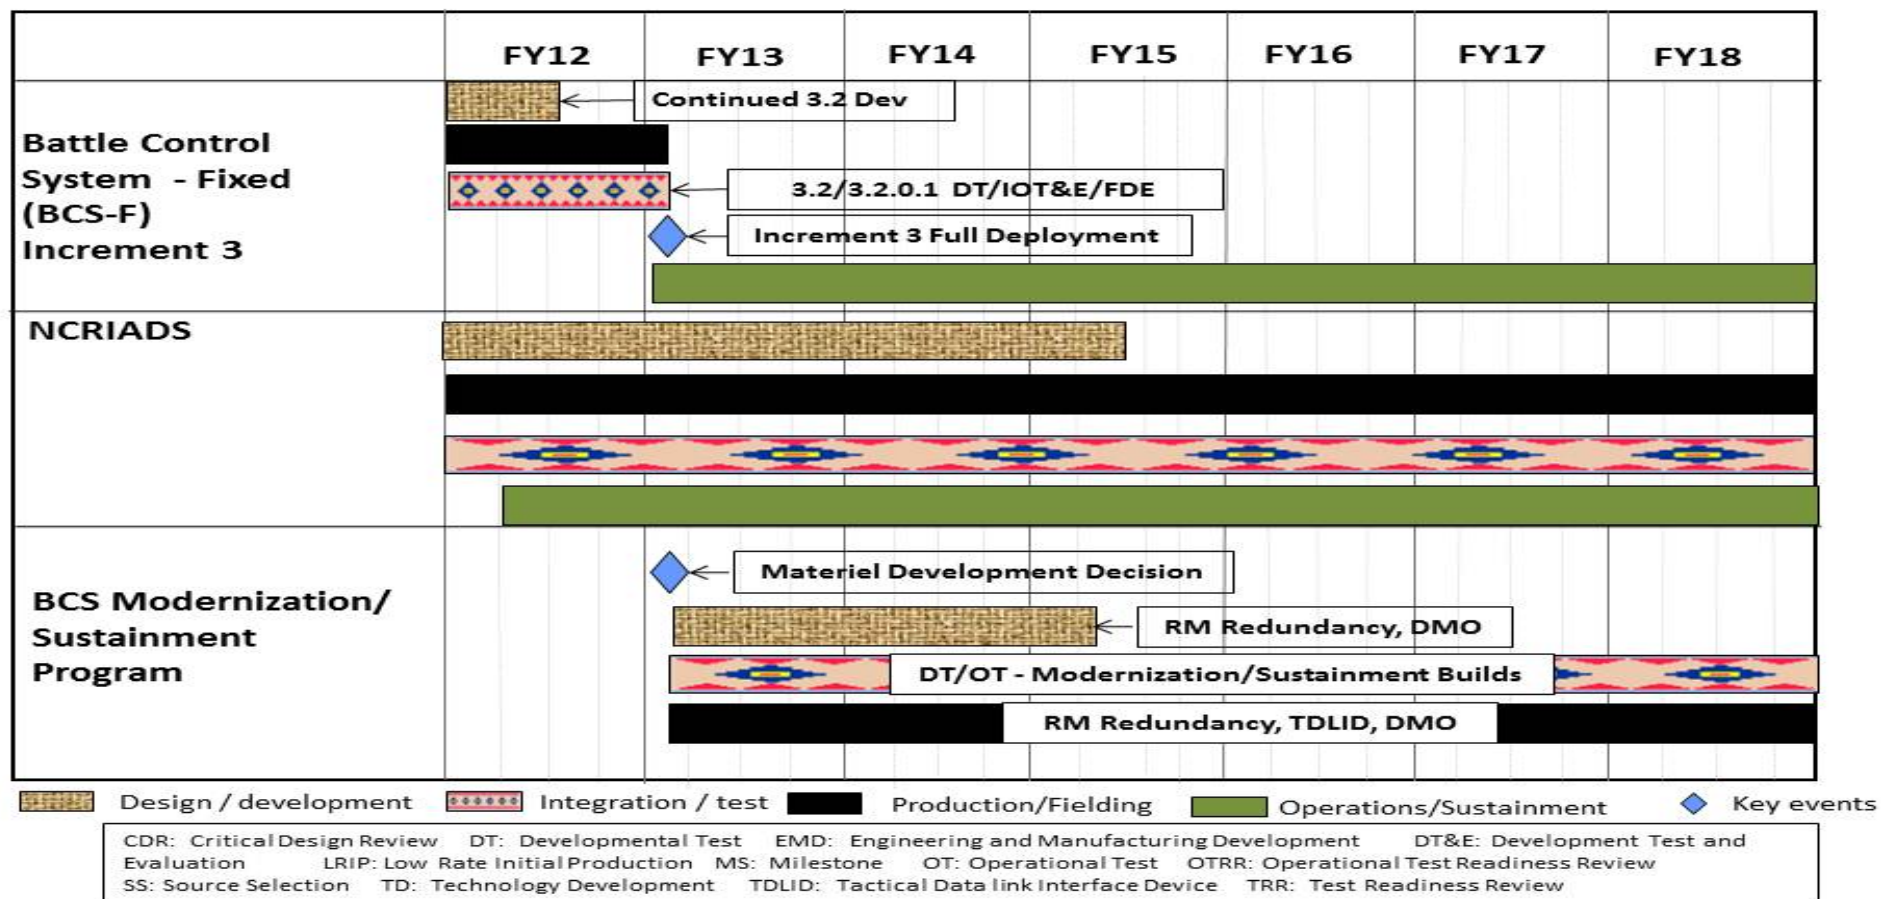 FY12 FY13 FY14 FY15 FY16 FY17 FY18
Battle Control
System - Fixed
(BCS-F)
Increment 3
Continued 3.2 Dev
3.2/3.2.0.1 DT/IOT&E/FDE
Increment 3 Full Deployment
NCRIADS
BCS Modernization/
Sustainment
Program
Materiel Development Decision
RM Redundancy, DMO
DT/OT - Modernization/Sustainment Builds
RM Redundancy, TDLID, DMO
Design / development Integration / test Production/Fielding Operations/Sustainment Key events
CDR: Critical Design Review DT: Developmental Test EMD: Engineering and Manufacturing Development DT&E: Development Test and
Evaluation LRIP: Low Rate Initial Production MS: Milestone OT: Operational Test OTRR: Operational Test Readiness Review
SS: Source Selection TD: Technology Development TDLID: Tactical Data link Interface Device TRR: Test Readiness Review